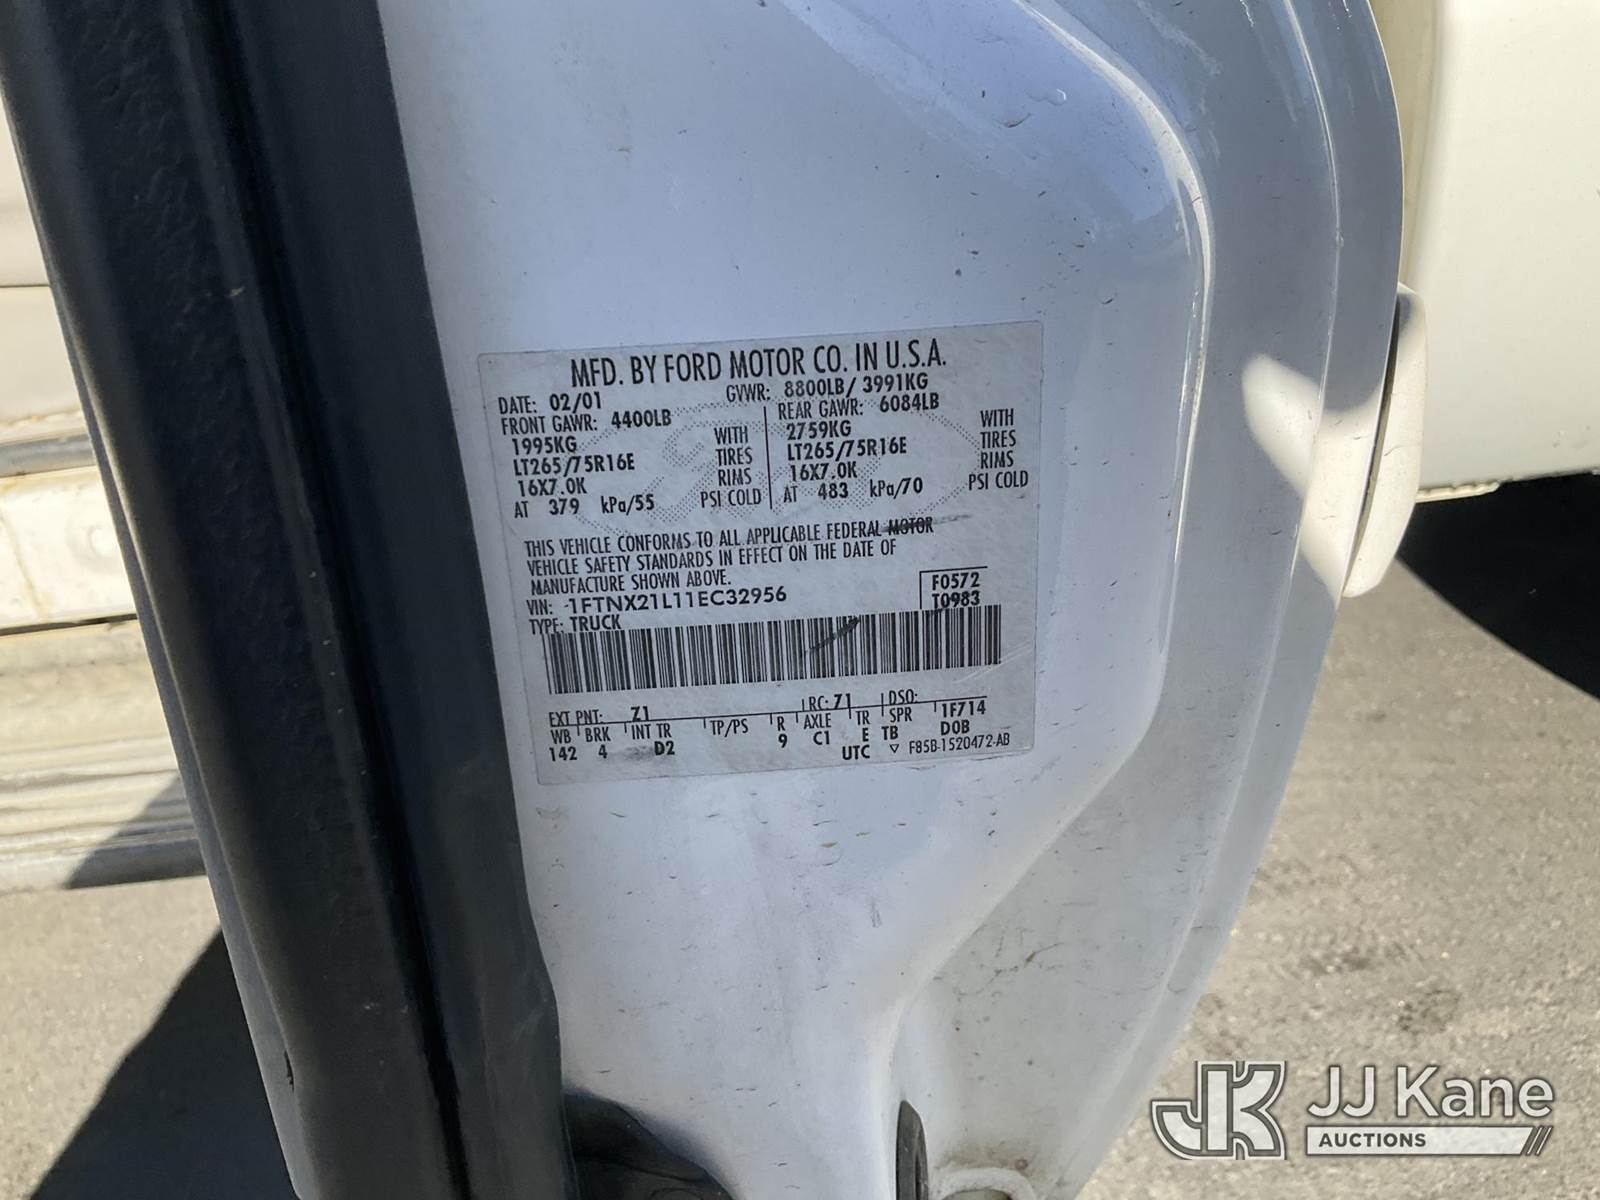 MFD. BY FORD MOTOR CO. IN U.S.A.
DATE: 02/01 GVWR: 8800LB/ 3991KG
FRONT GAWR: 4400LB REAR GAWR: 6084LB
1995KG WITH 2759KG WITH
LT265/75R16E TIRES LT265/75R16E TIRES
16X7.0K RIMS 16X7.0K RIMS
AT 379 kPa/55 PSI COLD AT 483 kPa/70 PSI COLD
THIS VEHICLE CONFORMS TO ALL APPLICABLE FEDERAL MOTOR
VEHICLE SAFETY STANDARDS IN EFFECT ON THE DATE OF
MANUFACTURE SHOWN ABOVE.
VIN: 1FTNX21L11EC32956 F0572
TYPE: TRUCK T0983
EXT PNT: Z1 RC: 71 DSO:
WB BRK INT TR TP/PS R AXLE TR SPR 1F714
142 4 D2 9 C1 E TB D0B
UTC ▽ F85B-1520472-AB
JK JJ Kane
AUCTIONS